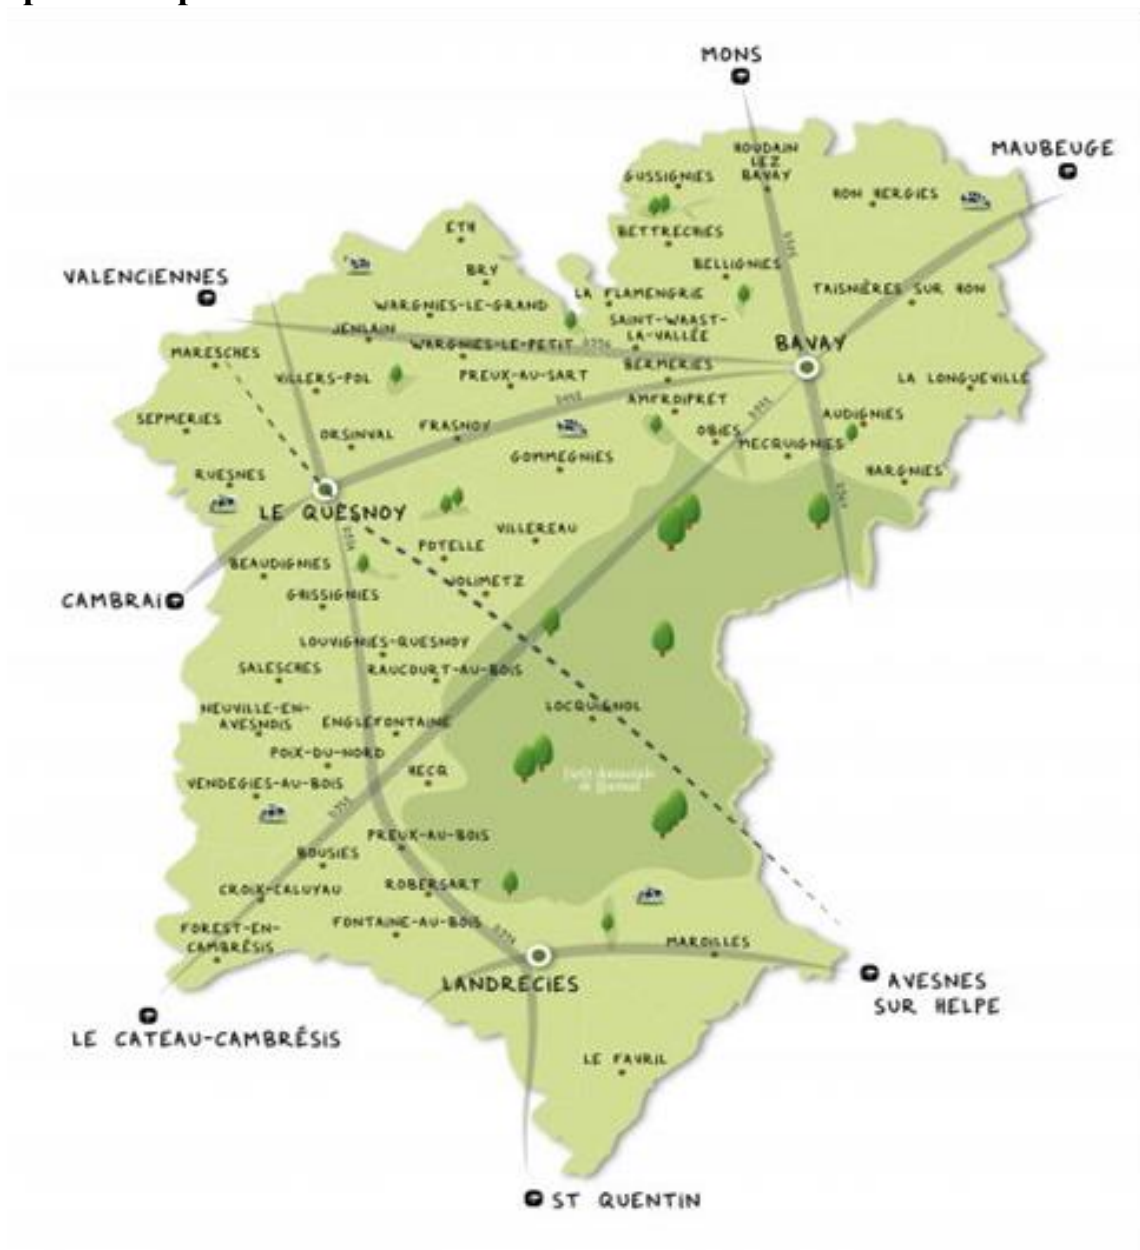 MONS
MAUBEUGE
HOUDAIN
LEZ
BAVAY
GUSSIGNIES
HON HERGIES
ETH
BETTRECHIES
BRY
BELLIGNIES
VALENCIENNES
LA FLAMENGRIE
TAISNIÈRES SUR HON
WARGNIES-LE-GRAND
SAINT-WAAST-
LA-VALLÉE
JENLAIN
WARGNIES-LE-PETIT
BAVAY
MARESCHES
BERMERIES
VILLERS-POL
PREUX-AU-SART
LA LONGUEVILLE
AMFROIPRET
SEPMERIES
AUDIGNIES
FRASNOY
ORSINVAL
OBIES
MECQUIGNIES
GOMMEGNIES
RUESNES
HARGNIES
LE QUESNOY
VILLEREAU
POTELLE
BEAUDIGNIES
JOLIMETZ
GHISSIGNIES
CAMBRAI
LOUVIGNIES-QUESNOY
SALESCHES
RAUCOURT-AU-BOIS
LOCQUIGNOL
NEUVILLE-EN-
AVESNOIS
ENGLEFONTAINE
POIX-DU-NORD
HECQ
VENDEGIES-AU-BOIS
PREUX-AU-BOIS
BOUSIES
CROIX-CALUYAU
ROBERSART
FONTAINE-AU-BOIS
FOREST-EN-
CAMBRÉSIS
MAROILLES
LANDRECIES
AVESNES
SUR HELPE
LE CATEAU-CAMBRÉSIS
LE FAVRIL
ST QUENTIN